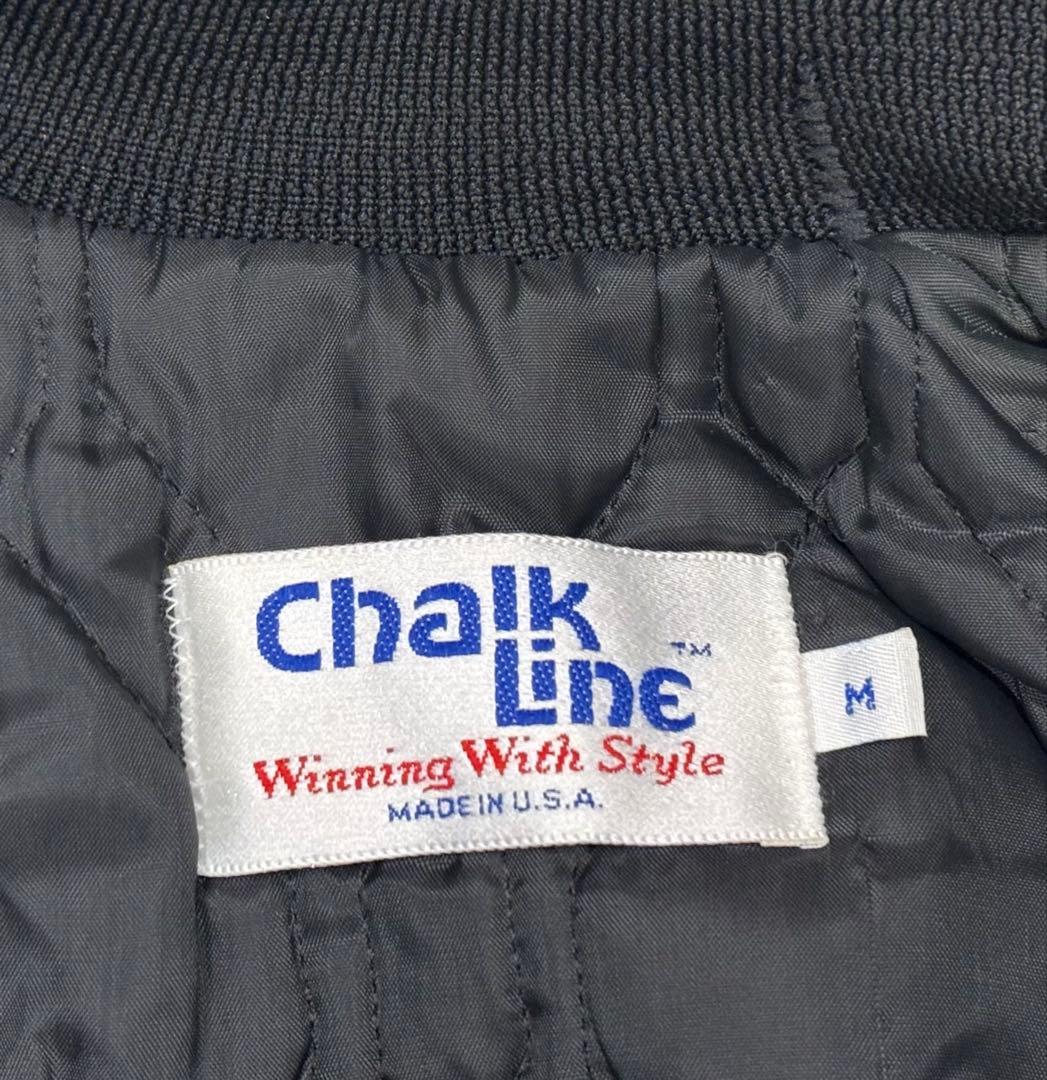 Chalk
Line™
M
Winning With Style
MADE IN U.S.A.